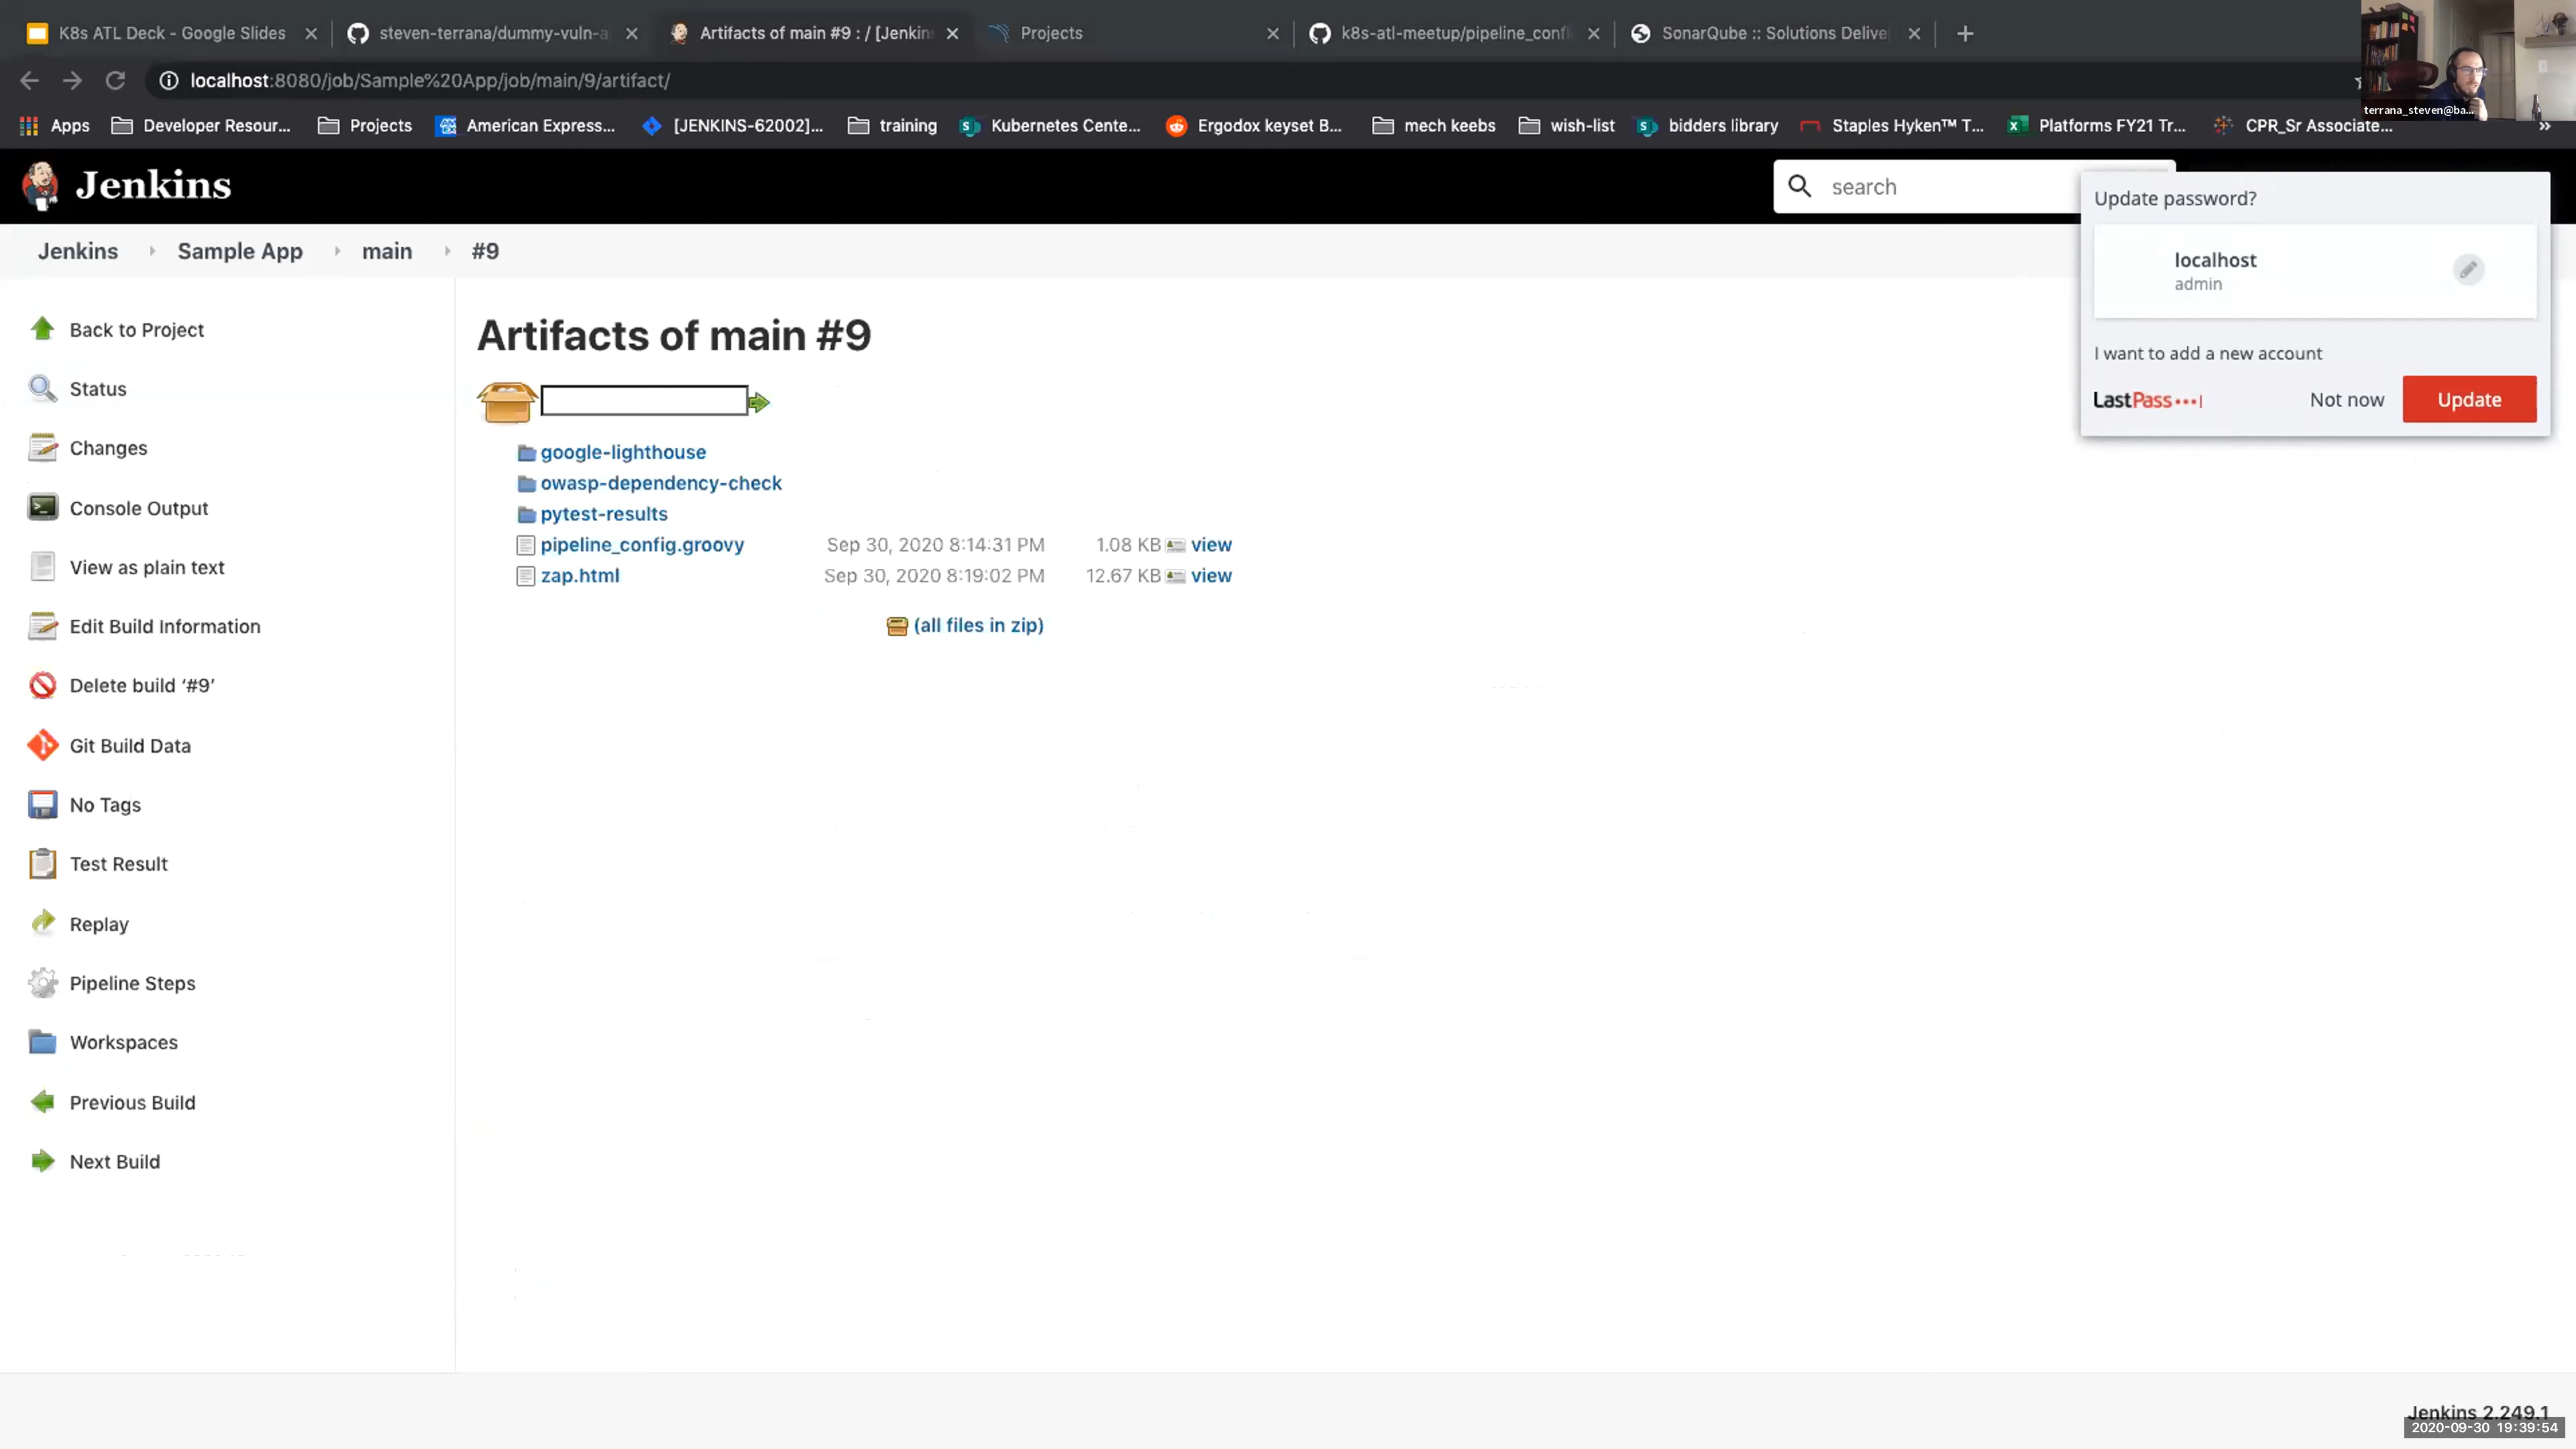 K8s ATL Deck - Google Slides
steven-terrana/dummy-vuln-a
Artifacts of main #9 : / [Jenkin
Projects
k8s-atl-meetup/pipeline_confi
SonarQube :: Solutions Delive
localhost:8080/job/Sample%20App/job/main/9/artifact/
terrana_steven@ba...
Apps
Developer Resour...
Projects
American Express...
[JENKINS-62002]...
training
Kubernetes Cente...
Ergodox keyset B...
mech keebs
wish-list
bidders library
Staples Hyken™ T...
Platforms FY21 Tr...
CPR_Sr Associate...
Jenkins
search
Update password?
localhost
admin
I want to add a new account
LastPass
Not now
Update
Jenkins
Sample App
main
#9
Back to Project
Status
Changes
Console Output
View as plain text
Edit Build Information
Delete build ‘#9’
Git Build Data
No Tags
Test Result
Replay
Pipeline Steps
Workspaces
Previous Build
Next Build
Artifacts of main #9
google-lighthouse
owasp-dependency-check
pytest-results
pipeline_config.groovy Sep 30, 2020 8:14:31 PM 1.08 KB view
zap.html Sep 30, 2020 8:19:02 PM 12.67 KB view
(all files in zip)
Jenkins 2.249.1
2020-09-30 19:39:54